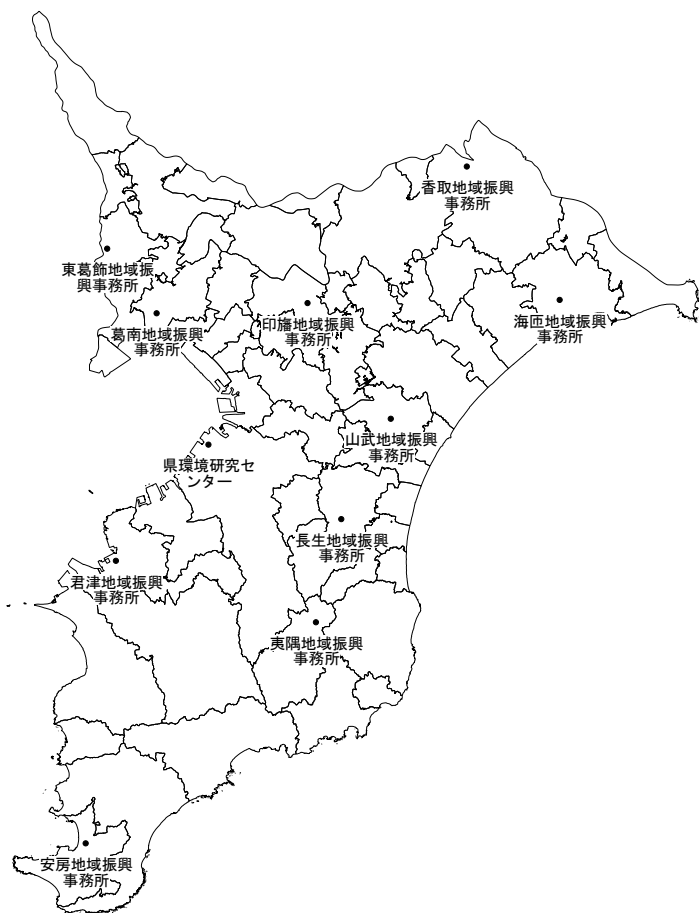 香取地域振興
事務所
東葛飾地域振
興事務所
海匝地域振興
事務所
印旛地域振興
事務所
葛南地域振興
事務所
山武地域振興
事務所
県環境研究セ
ンター
長生地域振興
事務所
君津地域振興
事務所
夷隅地域振興
事務所
安房地域振興
事務所